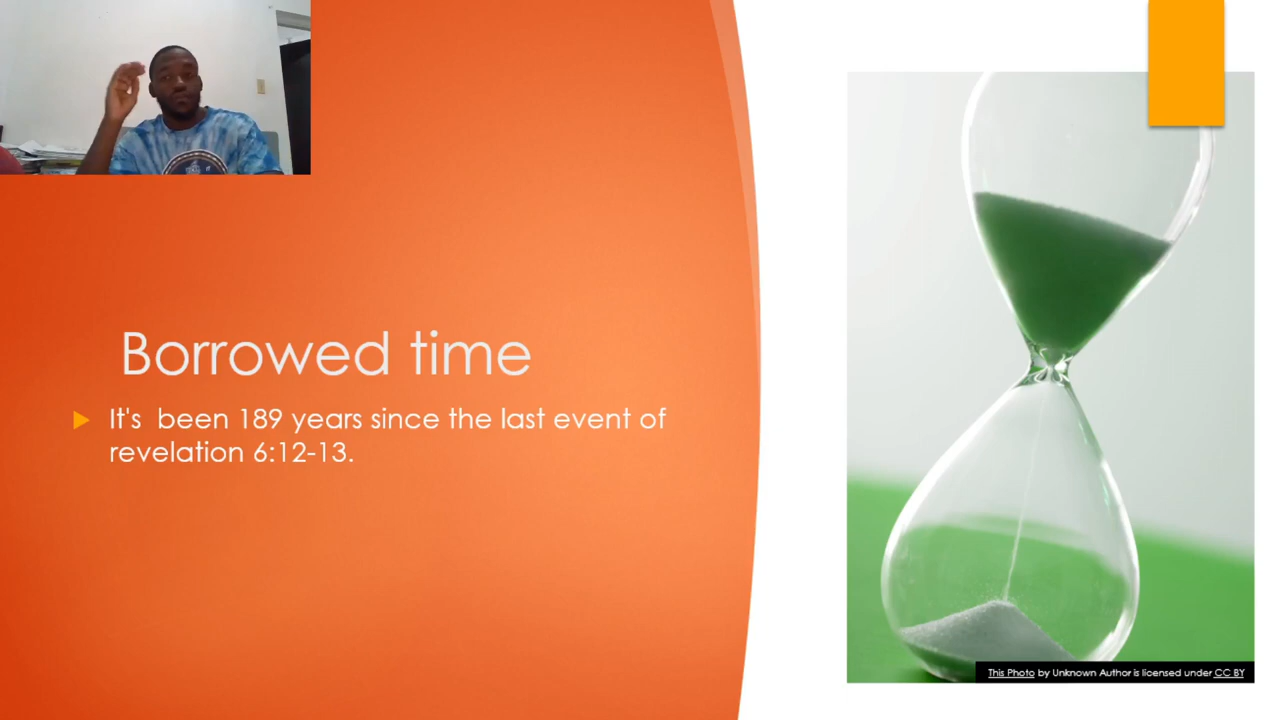 Borrowed time
It's been 189 years since the last event of
revelation 6:12-13.
This Photo by Unknown Author is licensed under CC BY